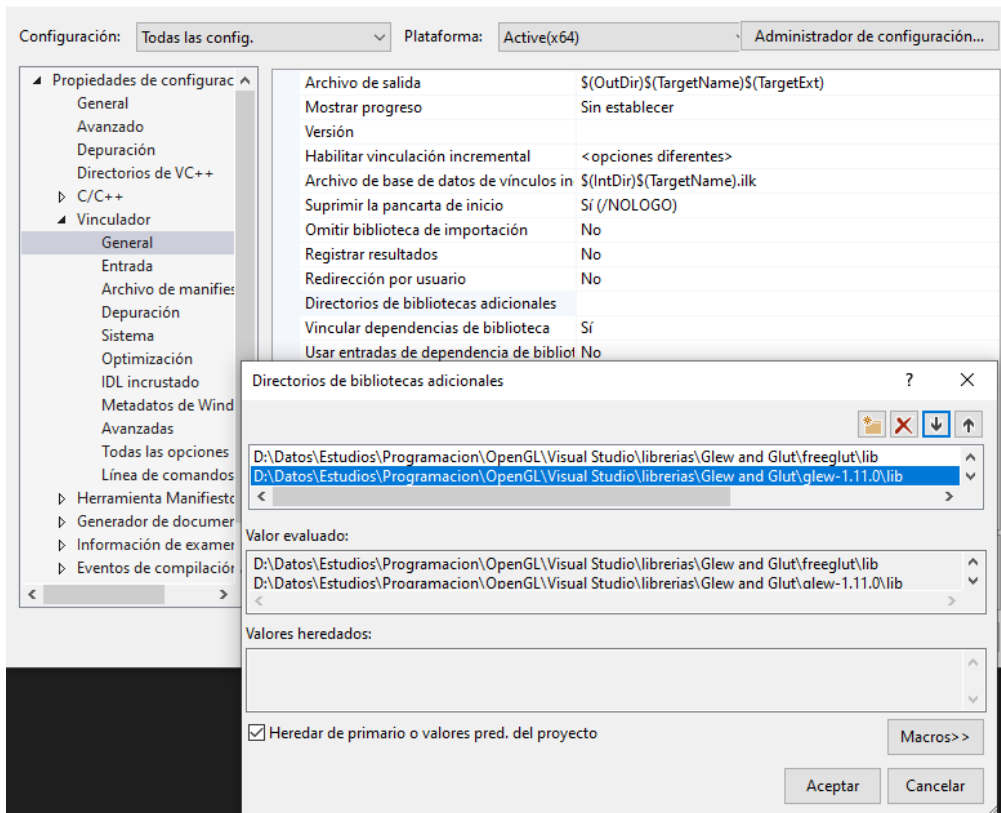 Configuración: Todas las config. Plataforma: Active(x64) Administrador de configuración...
Propiedades de configurac
General
Avanzado
Depuración
Directorios de VC++
C/C++
Vinculador
General
Entrada
Archivo de manifies
Depuración
Sistema
Optimización
IDL incrustado
Metadatos de Wind
Avanzadas
Todas las opciones
Línea de comandos
Herramienta Manifiesto
Generador de documer
Información de examer
Eventos de compilación
Archivo de salida $(OutDir)$(TargetName)$(TargetExt)
Mostrar progreso Sin establecer
Versión
Habilitar vinculación incremental <opciones diferentes>
Archivo de base de datos de vínculos in $(IntDir)$(TargetName).ilk
Suprimir la pancarta de inicio Sí (/NOLOGO)
Omitir biblioteca de importación No
Registrar resultados No
Redirección por usuario No
Directorios de bibliotecas adicionales
Vincular dependencias de biblioteca Sí
Usar entradas de dependencia de bibliot No
Directorios de bibliotecas adicionales ? X
D:\Datos\Estudios\Programacion\OpenGL\Visual Studio\librerias\Glew and Glut\freeglut\lib
D:\Datos\Estudios\Programacion\OpenGL\Visual Studio\librerias\Glew and Glut\glew-1.11.0\lib
Valor evaluado:
D:\Datos\Estudios\Programacion\OpenGL\Visual Studio\librerias\Glew and Glut\freeglut\lib
D:\Datos\Estudios\Programacion\OpenGL\Visual Studio\librerias\Glew and Glut\glew-1.11.0\lib
Valores heredados:
Heredar de primario o valores pred. del proyecto
Macros>>
Aceptar Cancelar